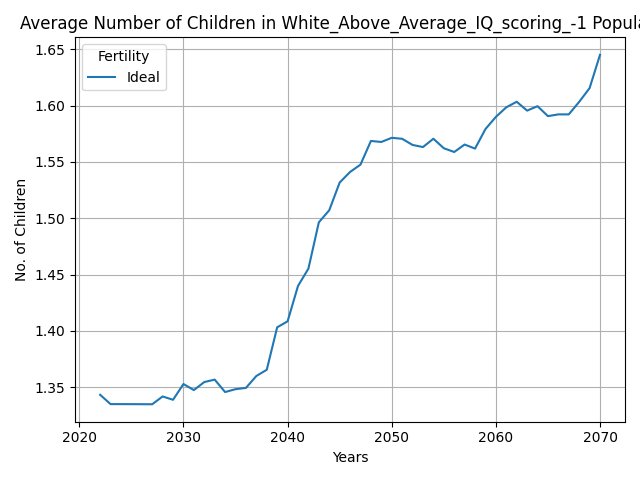 Average Number of Children in White_Above_Average_IQ_scoring_-1 Popula
Fertility
Ideal
No. of Children
1.65
1.60
1.55
1.50
1.45
1.40
1.35
2020 2030 2040 2050 2060 2070
Years